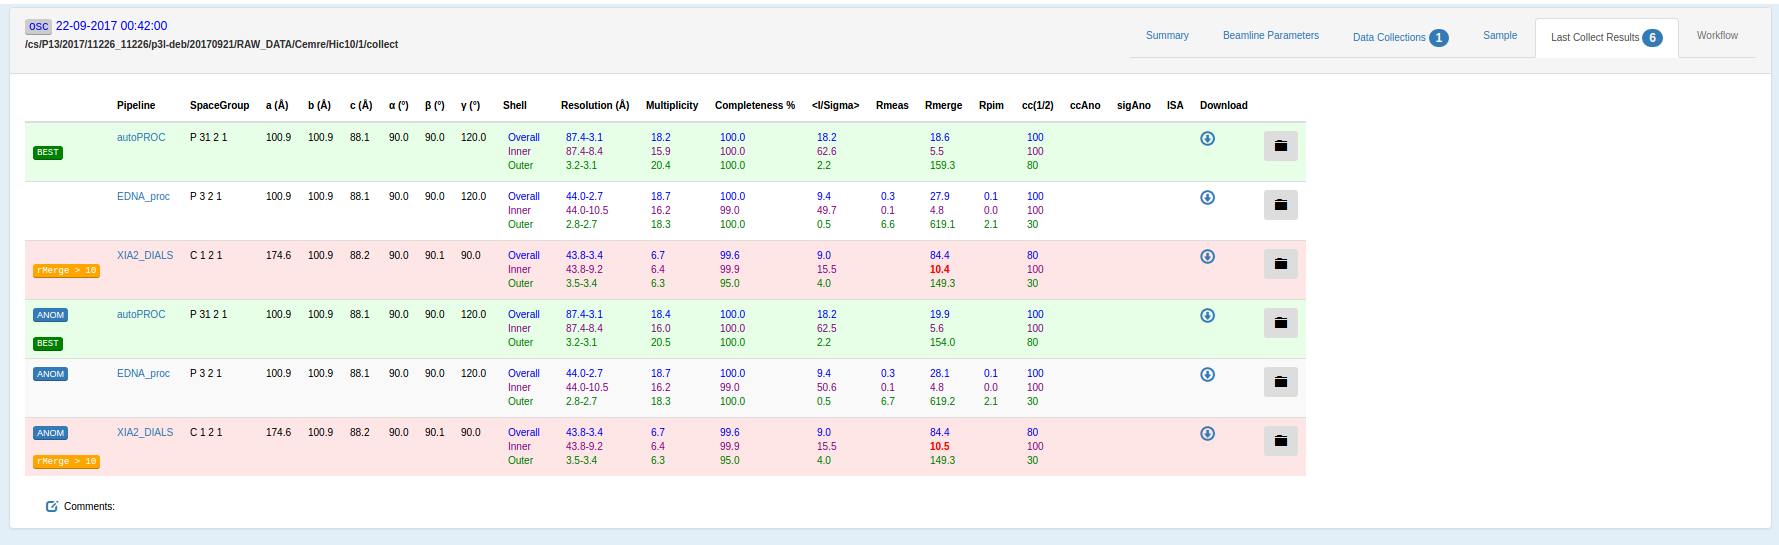 OSC 22-09-2017 00:42:00
/cs/P13/2017/11226_11226/p3l-deb/20170921/RAW_DATA/Cemre/Hic10/1/collect
Summary Beamline Parameters Data Collections 1 Sample Last Collect Results 6 Workflow
Pipeline SpaceGroup a (Å) b (Å) c (Å) α (°) β (°) γ (°) Shell Resolution (Å) Multiplicity Completeness % <I/Sigma> Rmeas Rmerge Rpim cc(1/2) ccAno sigAno ISA Download
autoPROC P 31 2 1 100.9 100.9 88.1 90.0 90.0 120.0 Overall 87.4-3.1 18.2 100.0 18.2 18.6 100
BEST Inner 87.4-8.4 15.9 100.0 62.6 5.5 100
Outer 3.2-3.1 20.4 100.0 2.2 159.3 80
EDNA_proc P 3 2 1 100.9 100.9 88.1 90.0 90.0 120.0 Overall 44.0-2.7 18.7 100.0 9.4 0.3 27.9 0.1 100
Inner 44.0-10.5 16.2 99.0 49.7 0.1 4.8 0.0 100
Outer 2.8-2.7 18.3 100.0 0.5 6.6 619.1 2.1 30
XIA2_DIALS C 1 2 1 174.6 100.9 88.2 90.0 90.1 90.0 Overall 43.8-3.4 6.7 99.6 9.0 84.4 80
rMerge > 10 Inner 43.8-9.2 6.4 99.9 15.5 10.4 100
Outer 3.5-3.4 6.3 95.0 4.0 149.3 30
ANOM autoPROC P 31 2 1 100.9 100.9 88.1 90.0 90.0 120.0 Overall 87.4-3.1 18.4 100.0 18.2 19.9 100
Inner 87.4-8.4 16.0 100.0 62.5 5.6 100
BEST Outer 3.2-3.1 20.5 100.0 2.2 154.0 80
ANOM EDNA_proc P 3 2 1 100.9 100.9 88.1 90.0 90.0 120.0 Overall 44.0-2.7 18.7 100.0 9.4 0.3 28.1 0.1 100
Inner 44.0-10.5 16.2 99.0 50.6 0.1 4.8 0.0 100
Outer 2.8-2.7 18.3 100.0 0.5 6.7 619.2 2.1 30
ANOM XIA2_DIALS C 1 2 1 174.6 100.9 88.2 90.0 90.1 90.0 Overall 43.8-3.4 6.7 99.6 9.0 84.4 80
Inner 43.8-9.2 6.4 99.9 15.5 10.5 100
rMerge > 10 Outer 3.5-3.4 6.3 95.0 4.0 149.3 30
Comments: